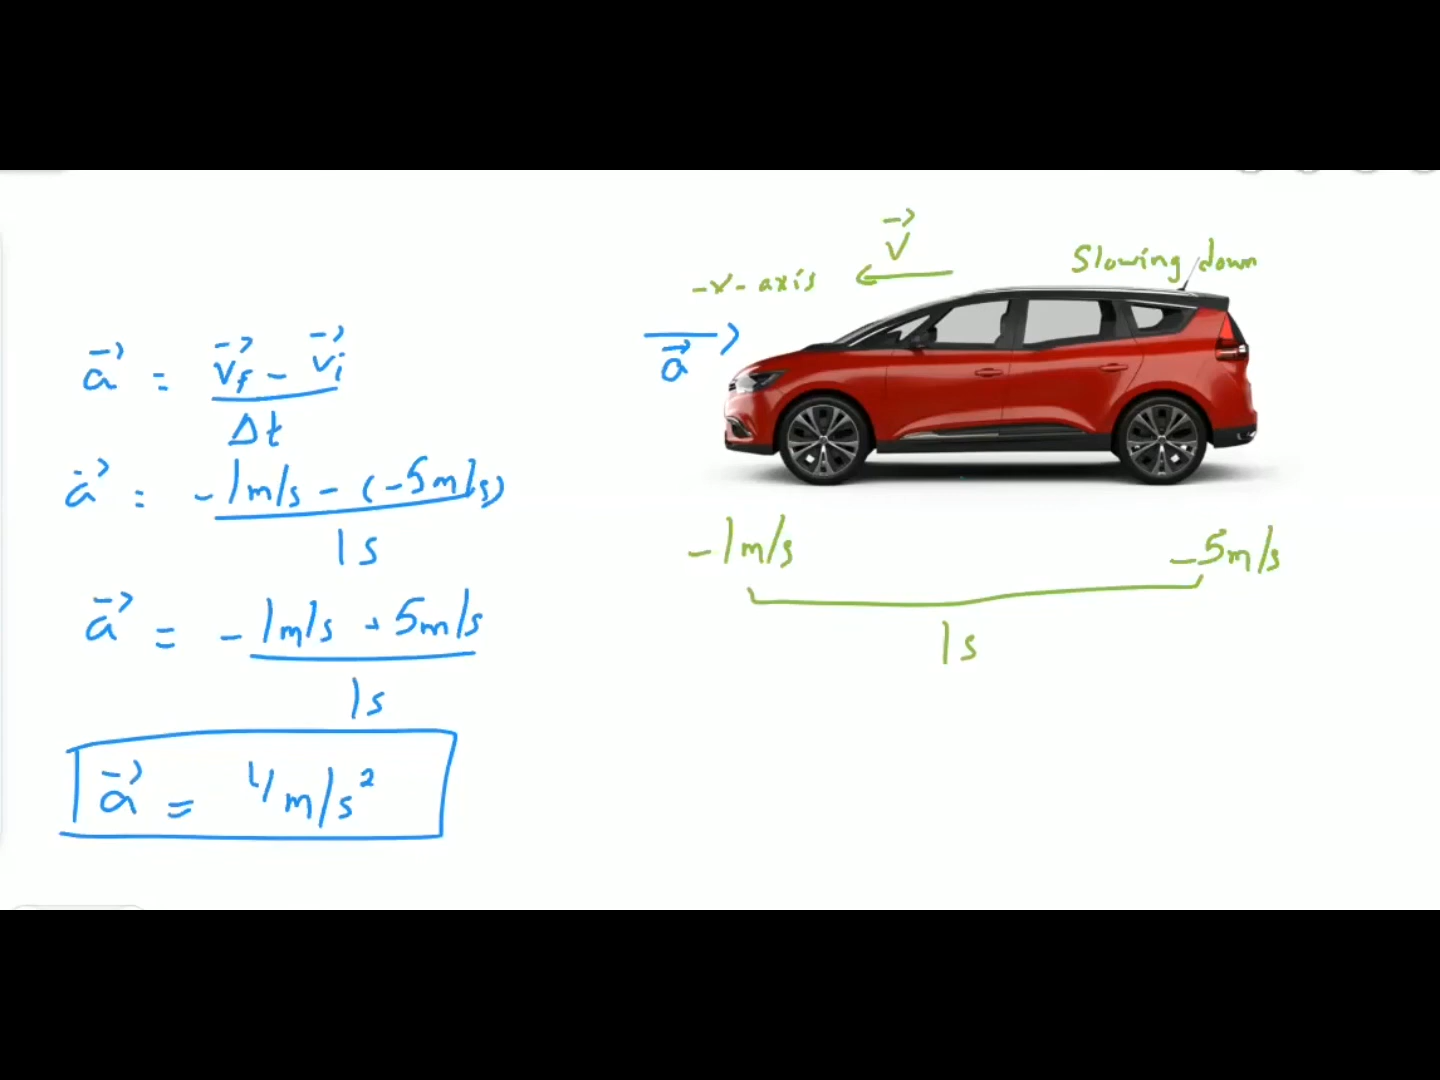 →
v
Slowing down
-x-axis
→
a
→a = →vf - →vi
Δt
→a = -1m/s - (-5m/s)
1s
-1m/s
-5m/s
1s
→a = -1m/s + 5m/s
1s
→a = 4m/s²